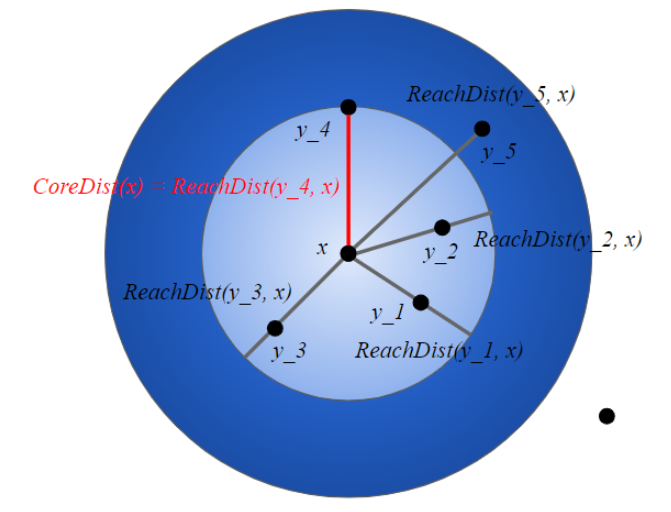 ReachDist(y_5, x)
y_4
y_5
CoreDist(x) = ReachDist(y_4, x)
x
y_2
ReachDist(y_2, x)
ReachDist(y_3, x)
y_1
y_3
ReachDist(y_1, x)